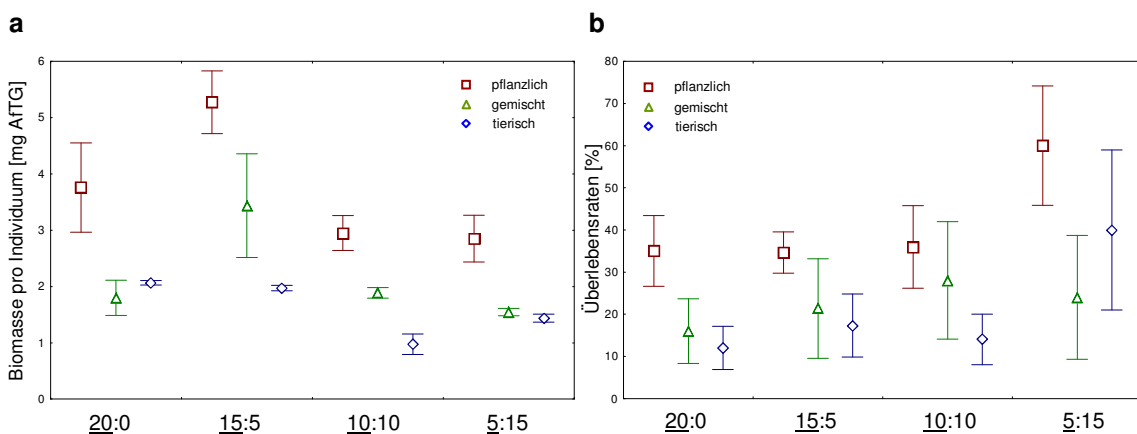 a
Biomasse pro Individuum [mg AfTG]
6
5
4
3
2
1
0
pflanzlich
gemischt
tierisch
20:0
15:5
10:10
5:15
b
Überlebensraten [%]
80
70
60
50
40
30
20
10
0
pflanzlich
gemischt
tierisch
20:0
15:5
10:10
5:15